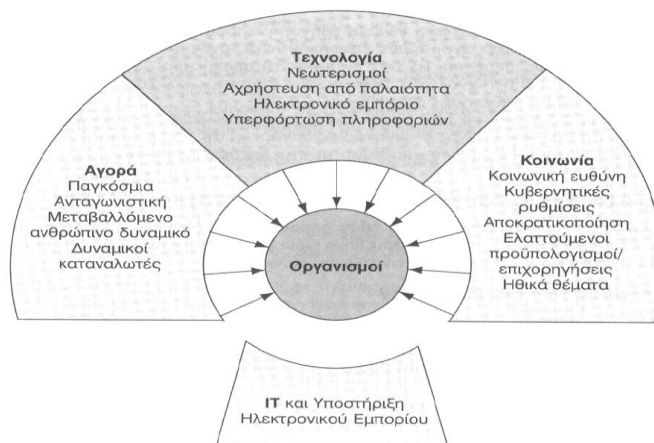 Τεχνολογία
Νεωτερισμοί
Αχρήστευση από παλαιότητα
Ηλεκτρονικό εμπόριο
Υπερφόρτωση πληροφοριών
Αγορά
Παγκόσμια
Ανταγωνιστική
Μεταβαλλόμενο
ανθρώπινο δυναμικό
Δυναμικοί
καταναλωτές
Κοινωνία
Κοινωνική ευθύνη
Κυβερνητικές
ρυθμίσεις
Αποκρατικοποίηση
Ελαττούμενοι
προϋπολογισμοί/
επιχορηγήσεις
Ηθικά θέματα
Οργανισμοί
ΙΤ και Υποστήριξη
Ηλεκτρονικού Εμπορίου